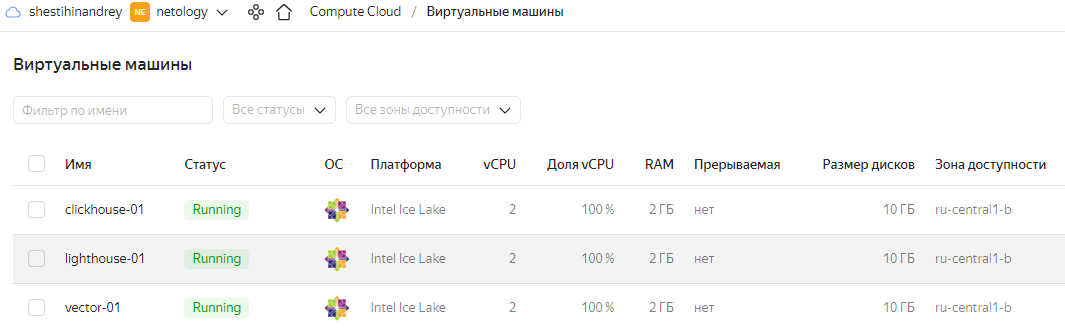 shestihinandrey NE netology Compute Cloud / Виртуальные машины
Виртуальные машины
Фильтр по имени Все статусы Все зоны доступности
Имя Статус ОС Платформа vCPU Доля vCPU RAM Прерываемая Размер дисков Зона доступности
clickhouse-01 Running Intel Ice Lake 2 100 % 2 ГБ нет 10 ГБ ru-central1-b
lighthouse-01 Running Intel Ice Lake 2 100 % 2 ГБ нет 10 ГБ ru-central1-b
vector-01 Running Intel Ice Lake 2 100 % 2 ГБ нет 10 ГБ ru-central1-b